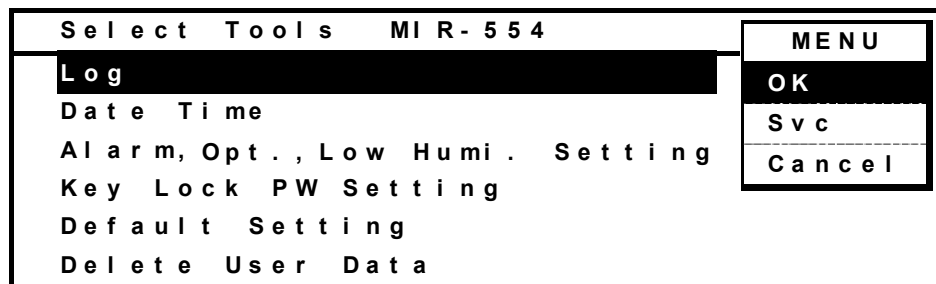 Select Tools MIR-554
Log
Date Time
Alarm, Opt., Low Humi. Setting
Key Lock PW Setting
Default Setting
Delete User Data
MENU
OK
Svc
Cancel